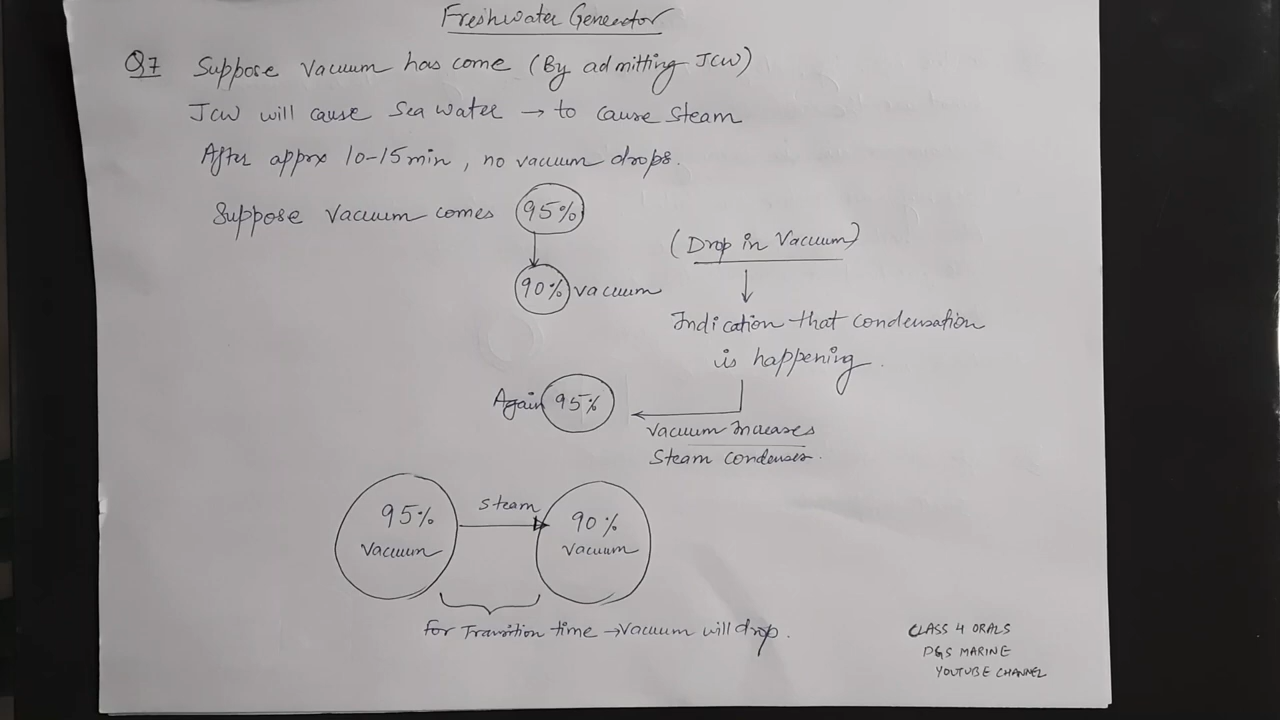 Freshwater Generator
Q7 Suppose Vacuum has come (By admitting JCW)
JCW will cause Sea water → to cause steam
After apprx 10-15 min, no vacuum drops.
Suppose Vacuum comes 95%
90% vacuum
(Drop in Vacuum)
Indication that condensation
is happening.
Again 95%
Vacuum Increases
Steam condenses.
95%
Vacuum
steam
90%
Vacuum
for Transition time → Vacuum will drop.
CLASS 4 ORALS
DGS MARINE
YOUTUBE CHANNEL